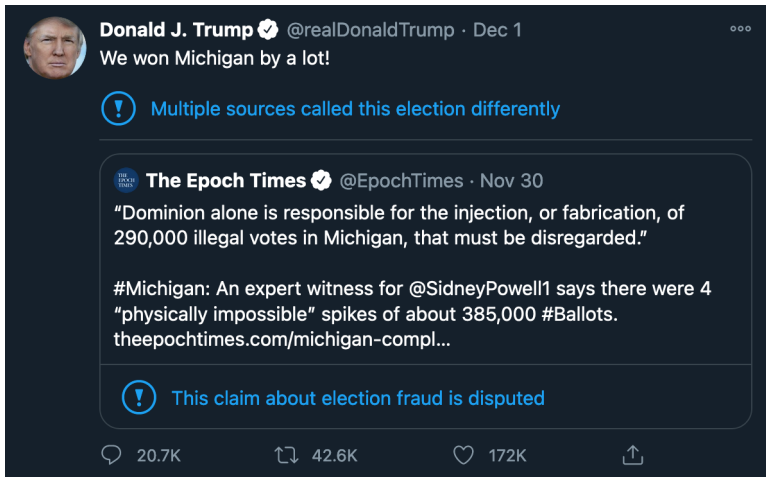 Donald J. Trump @realDonaldTrump · Dec 1
We won Michigan by a lot!
Multiple sources called this election differently
THE EPOCH TIMES
The Epoch Times @EpochTimes · Nov 30
“Dominion alone is responsible for the injection, or fabrication, of
290,000 illegal votes in Michigan, that must be disregarded.”
#Michigan: An expert witness for @SidneyPowell1 says there were 4
“physically impossible” spikes of about 385,000 #Ballots.
theepochtimes.com/michigan-compl...
This claim about election fraud is disputed
20.7K 42.6K 172K